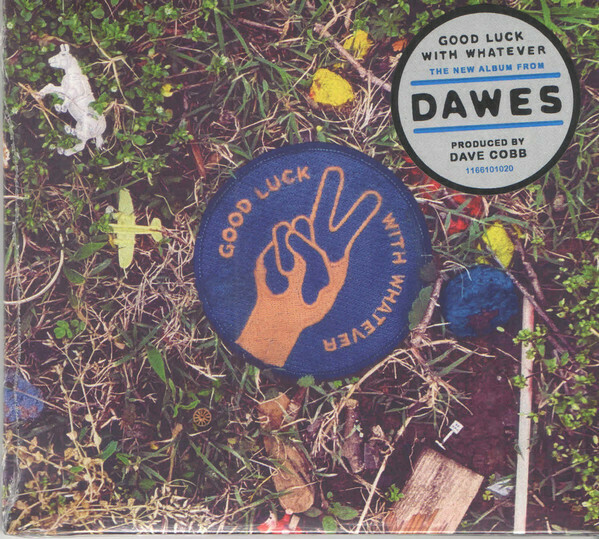 GOOD LUCK
WITH WHATEVER
THE NEW ALBUM FROM
DAWES
PRODUCED BY
DAVE COBB
1166101020
GOOD LUCK
WITH WHATEVER